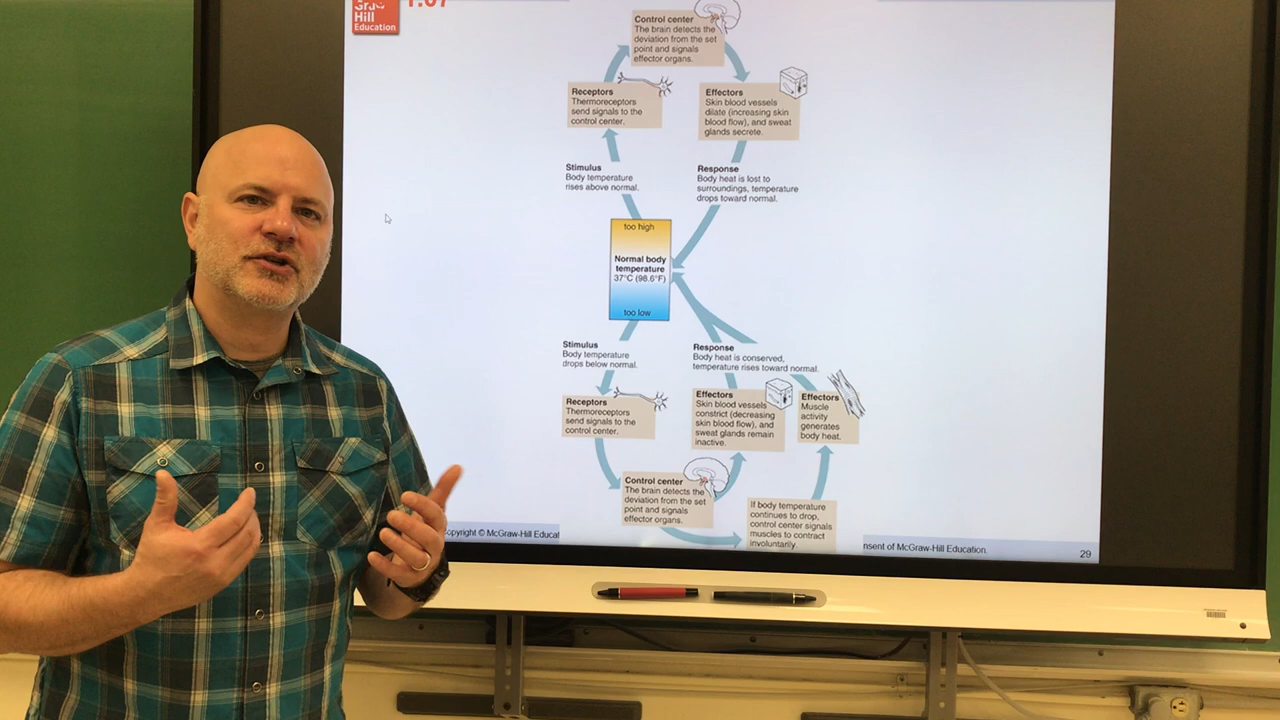 Graw
Hill
Education
1.07
Control center
The brain detects the
deviation from the set
point and signals
effector organs.
Receptors
Thermoreceptors
send signals to the
control center.
Effectors
Skin blood vessels
dilate (increasing skin
blood flow), and sweat
glands secrete.
Stimulus
Body temperature
rises above normal.
Response
Body heat is lost to
surroundings, temperature
drops toward normal.
too high
Normal body
temperature
37°C (98.6°F)
too low
Stimulus
Body temperature
drops below normal.
Response
Body heat is conserved,
temperature rises toward normal.
Receptors
Thermoreceptors
send signals to the
control center.
Effectors
Skin blood vessels
constrict (decreasing
skin blood flow), and
sweat glands remain
inactive.
Effectors
Muscle
activity
generates
body heat.
Control center
The brain detects the
deviation from the set
point and signals
effector organs.
If body temperature
continues to drop,
control center signals
muscles to contract
involuntarily.
opyright © McGraw-Hill Educat
nsent of McGraw-Hill Education.
29